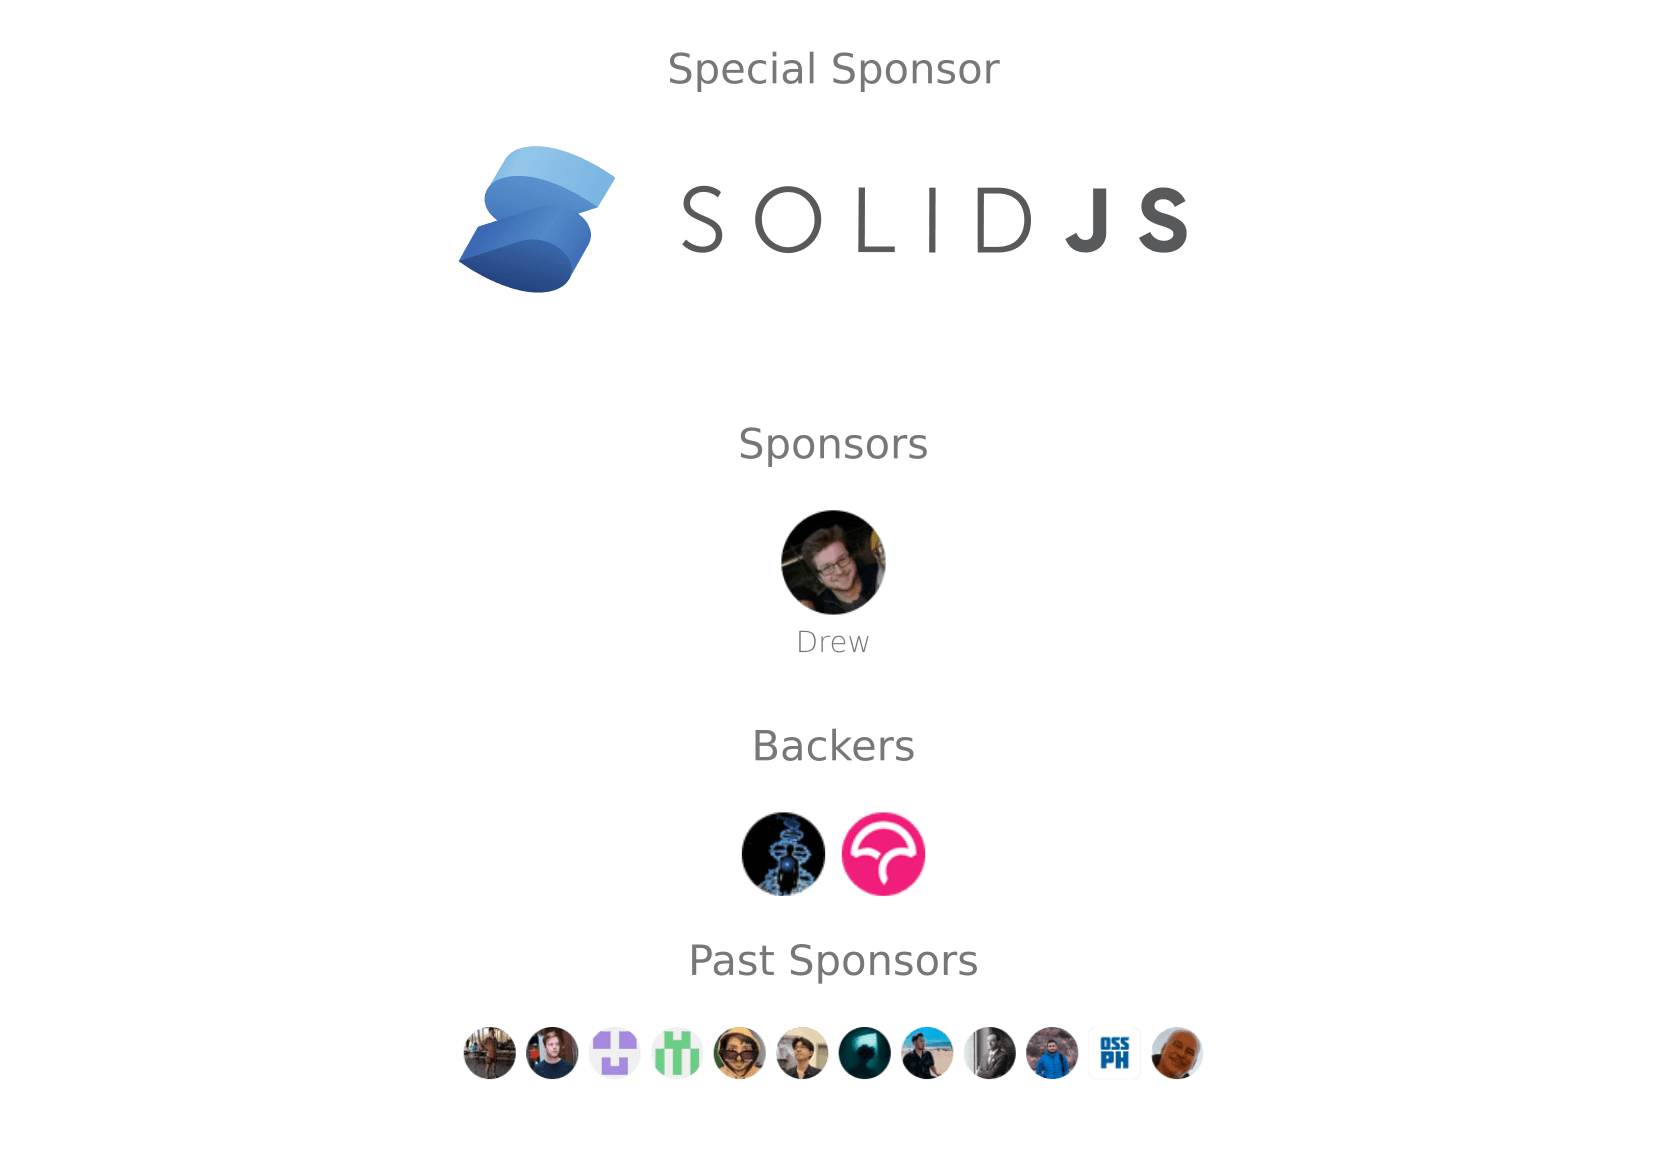 Special Sponsor
SOLIDJS
Sponsors
Drew
Backers
Past Sponsors
OSS
PH